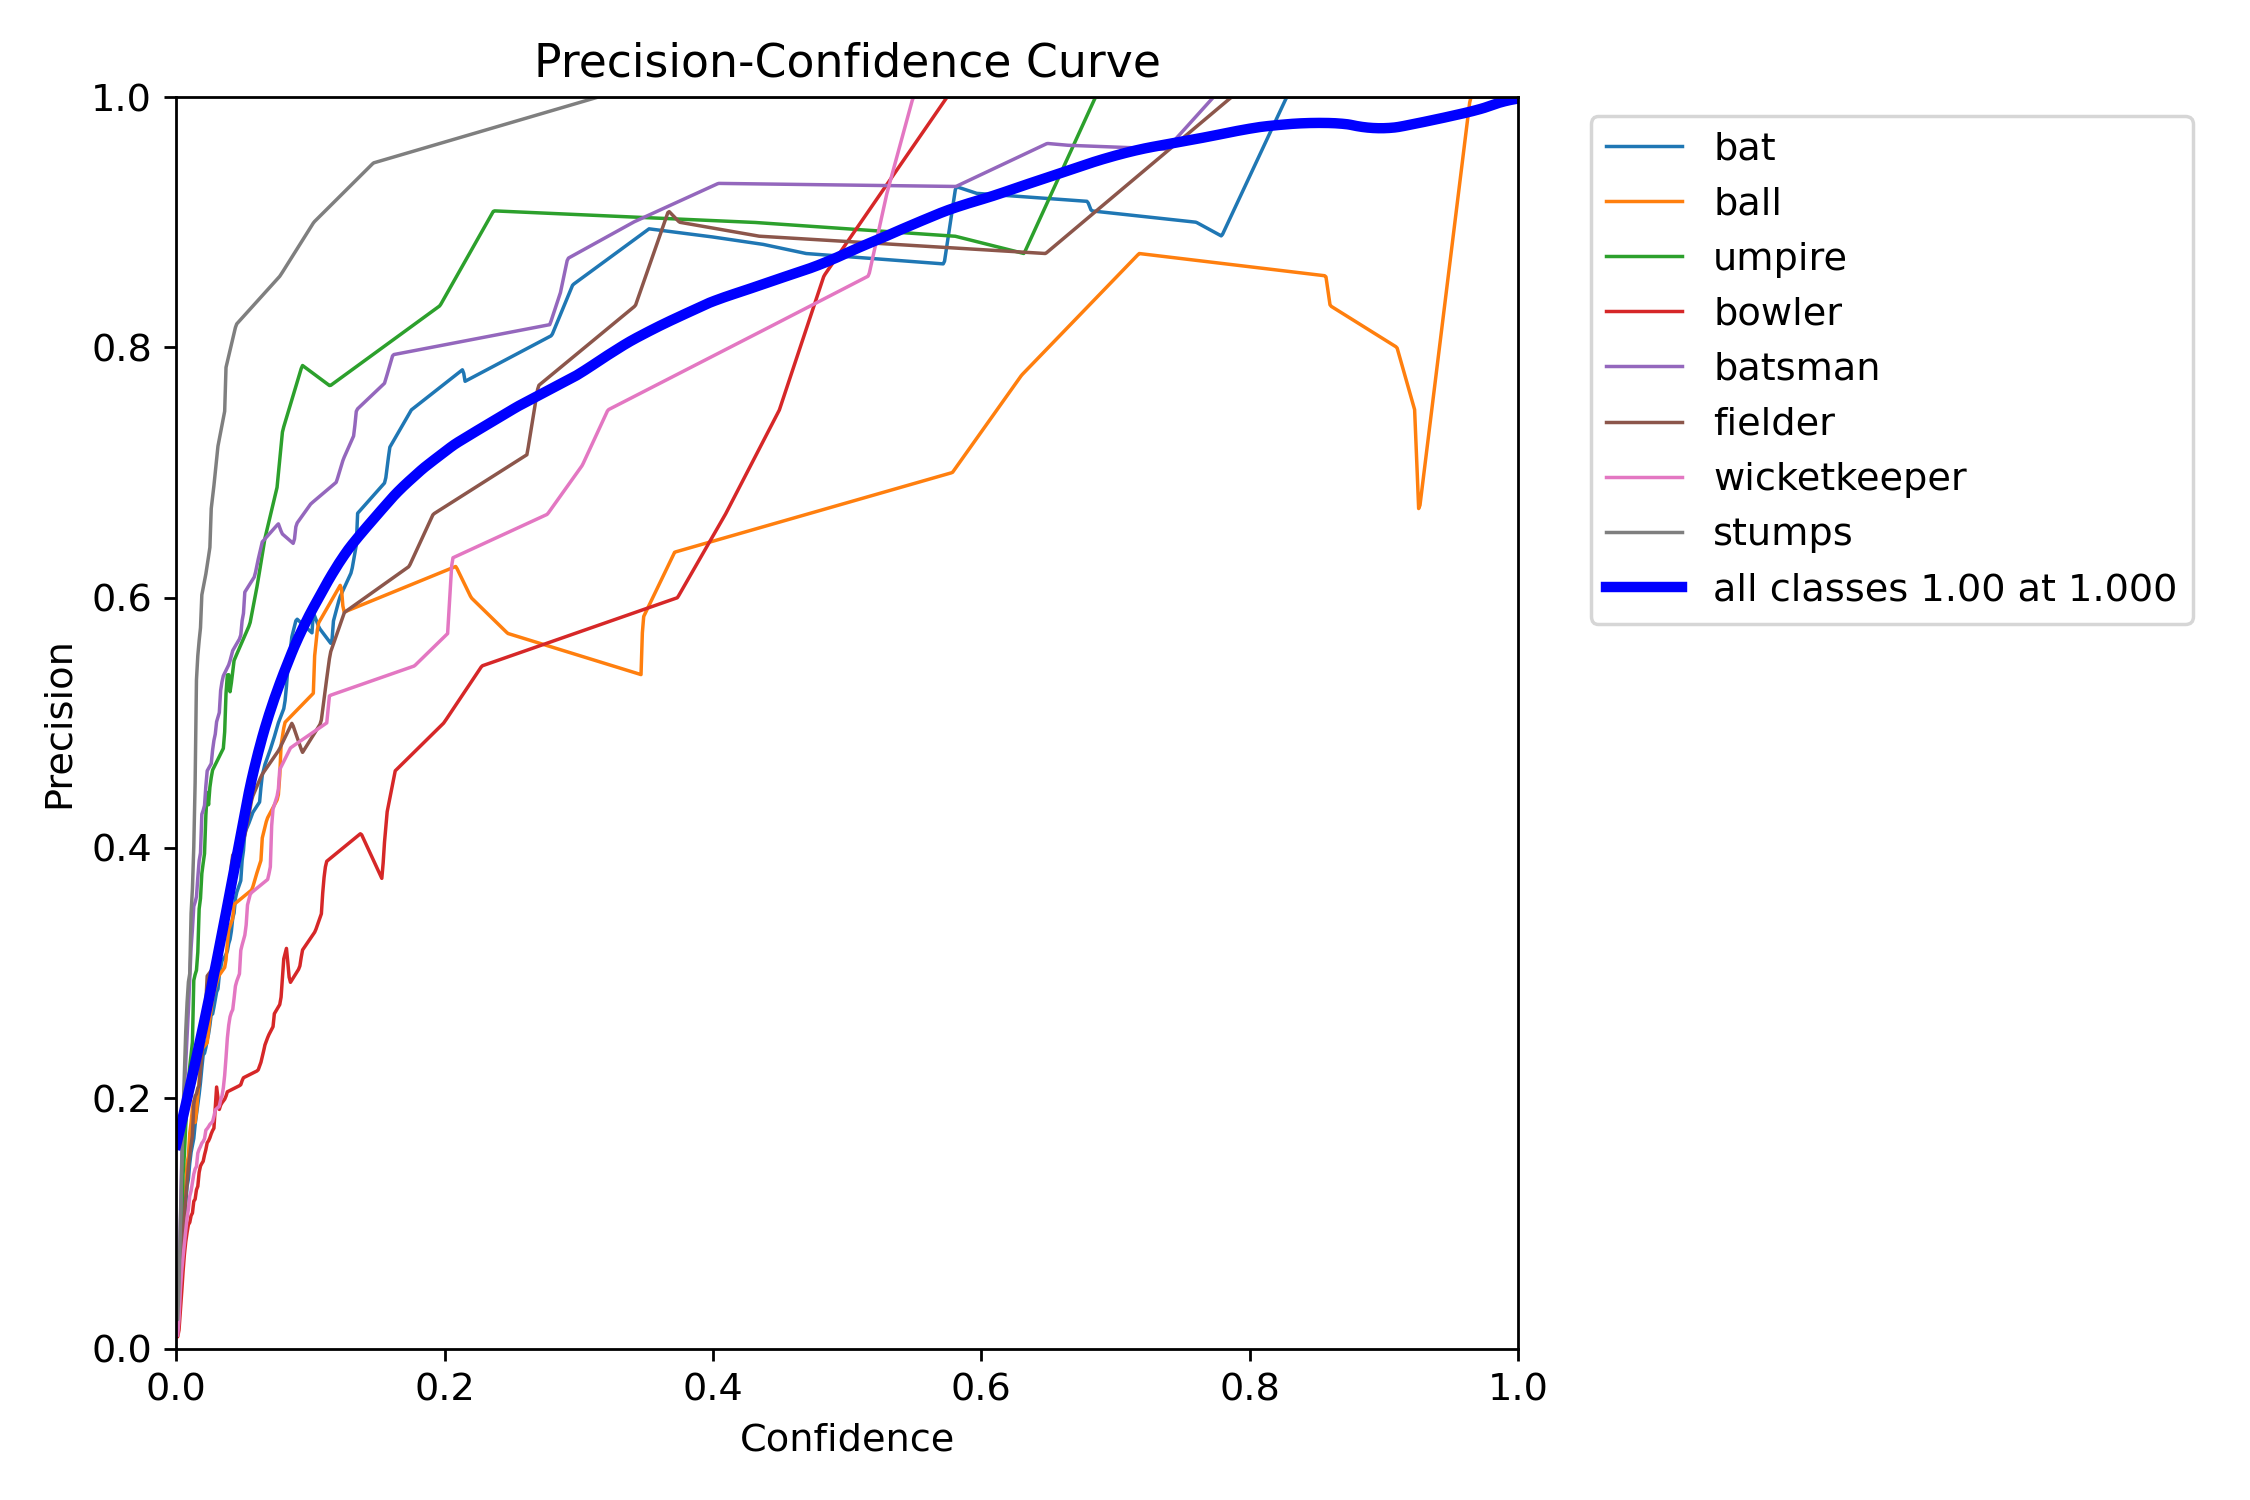 Precision-Confidence Curve
1.0
0.8
0.6
0.4
0.2
0.0
Precision
0.0 0.2 0.4 0.6 0.8 1.0
Confidence
bat
ball
umpire
bowler
batsman
fielder
wicketkeeper
stumps
all classes 1.00 at 1.000